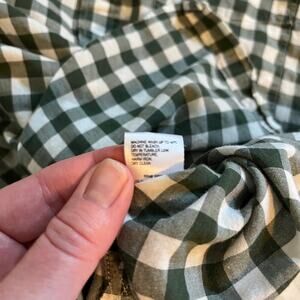 MACHINE WASH UP TO 40°C
DO NOT BLEACH.
DRY IN TUMBLER LOW
TEMPERATURE.
WARM IRON.
DRY CLEAN.